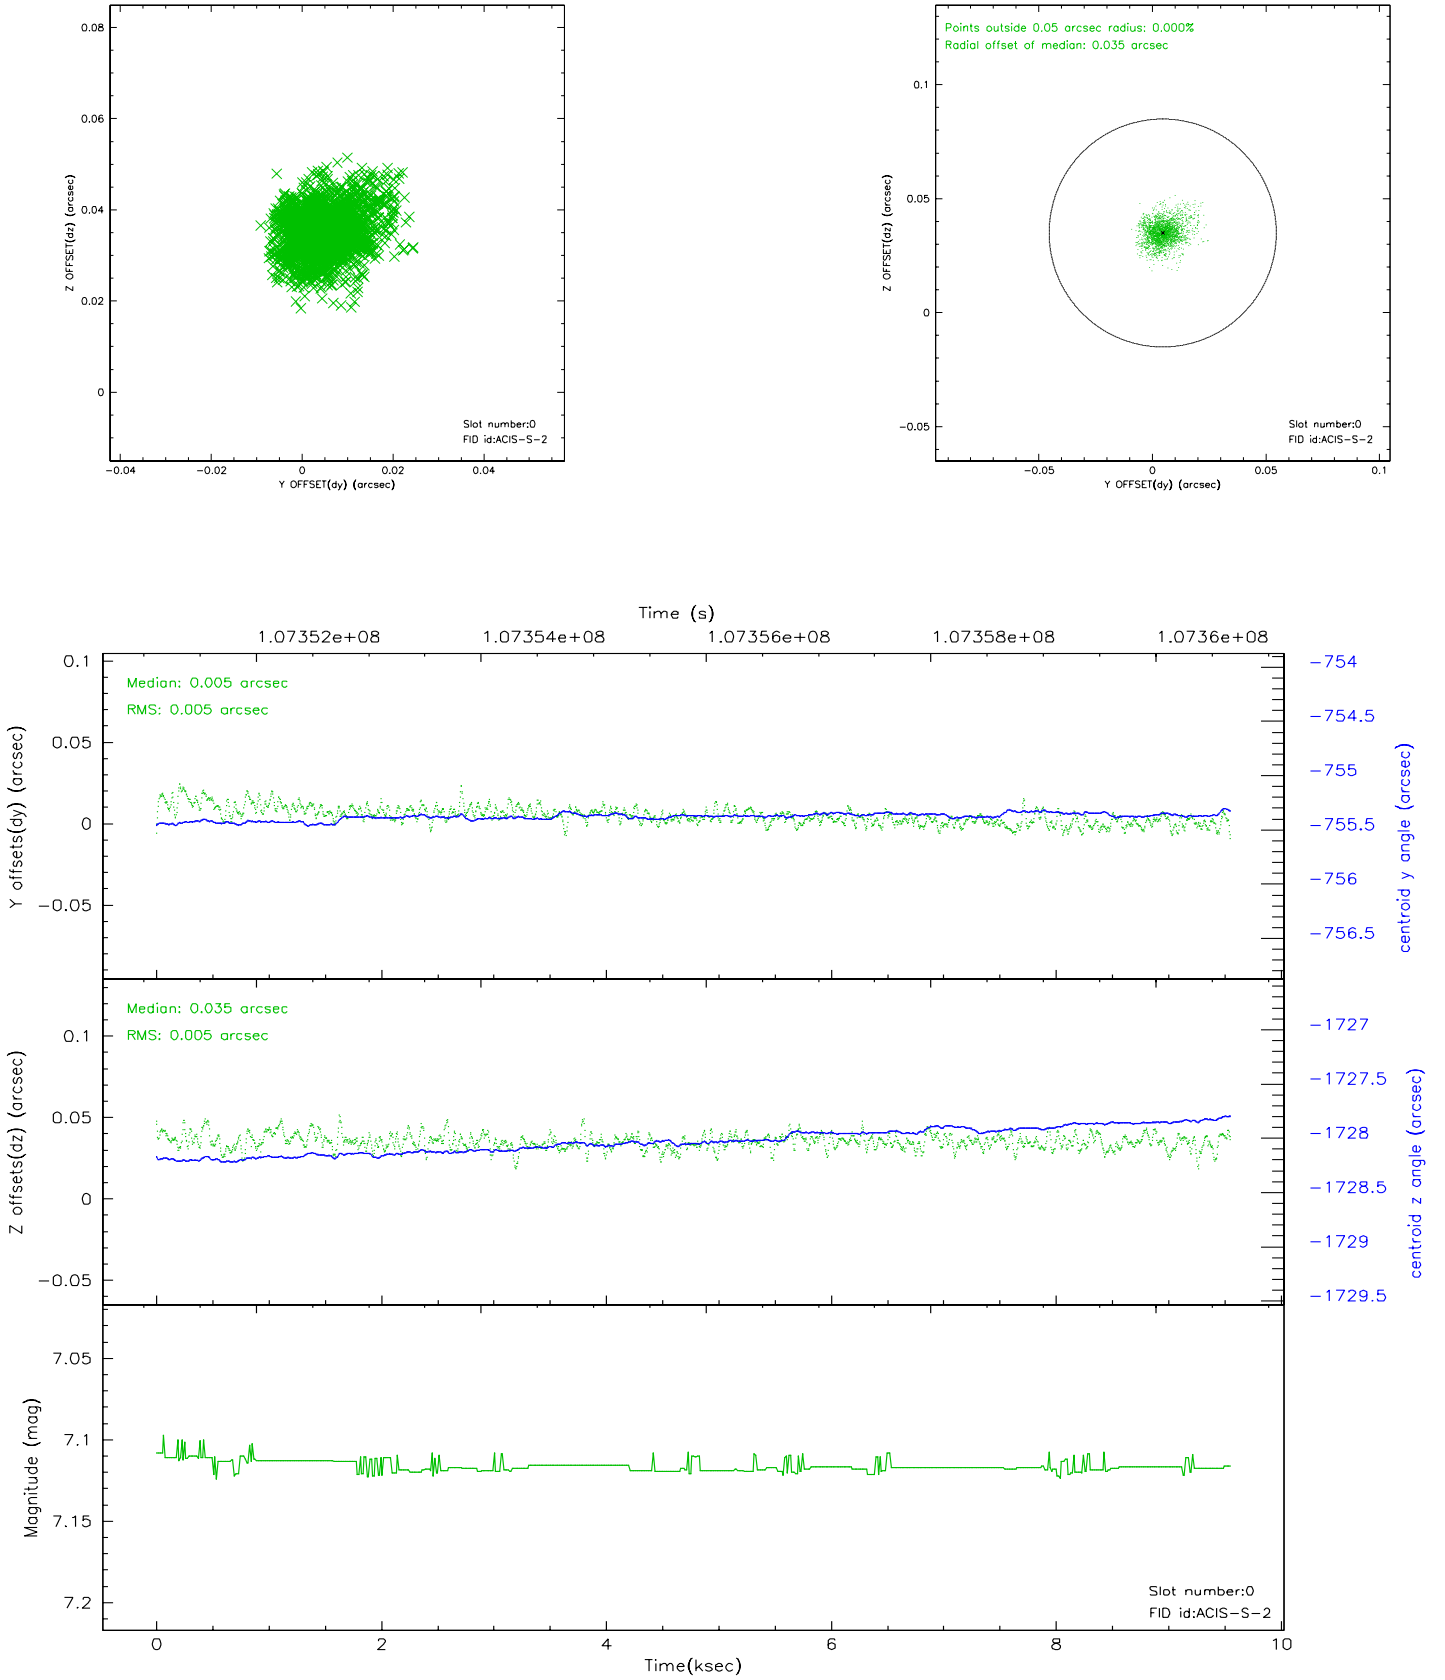 0.08
0.06
0.04
0.02
0
Z OFFSET(dz) (arcsec)
Slot number:0
FID id:ACIS-S-2
-0.04 -0.02 0 0.02 0.04
Y OFFSET(dy) (arcsec)
Points outside 0.05 arcsec radius: 0.000%
Radial offset of median: 0.035 arcsec
0.1
0.05
0
-0.05
Z OFFSET(dz) (arcsec)
Slot number:0
FID id:ACIS-S-2
-0.05 0 0.05 0.1
Y OFFSET(dy) (arcsec)
Time (s)
1.07352e+08 1.07354e+08 1.07356e+08 1.07358e+08 1.0736e+08
0.1
0.05
0
-0.05
Y offsets(dy) (arcsec)
Median: 0.005 arcsec
RMS: 0.005 arcsec
-754
-754.5
-755
-755.5
-756
-756.5
centroid y angle (arcsec)
0.1
0.05
0
-0.05
Z offsets(dz) (arcsec)
Median: 0.035 arcsec
RMS: 0.005 arcsec
-1727
-1727.5
-1728
-1728.5
-1729
-1729.5
centroid z angle (arcsec)
7.05
7.1
7.15
7.2
Magnitude (mag)
Slot number:0
FID id:ACIS-S-2
0 2 4 6 8 10
Time(ksec)